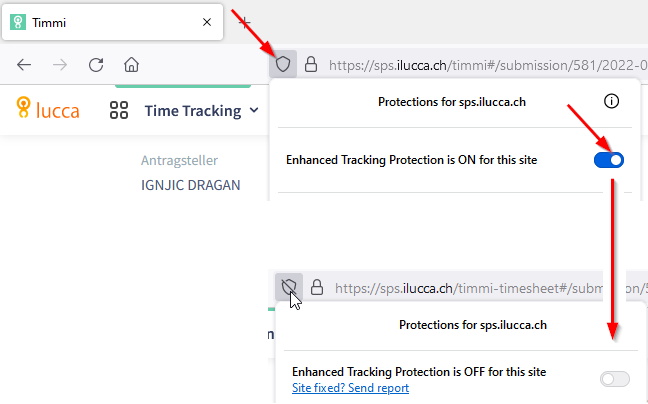 Timmi
https://sps.ilucca.ch/timmi#/submission/581/2022-0
Protections for sps.ilucca.ch
lucca
Time Tracking
Enhanced Tracking Protection is ON for this site
Antragsteller
IGNJIC DRAGAN
https://sps.ilucca.ch/timmi-timesheet#/submission/5
Protections for sps.ilucca.ch
Enhanced Tracking Protection is OFF for this site
Site fixed? Send report